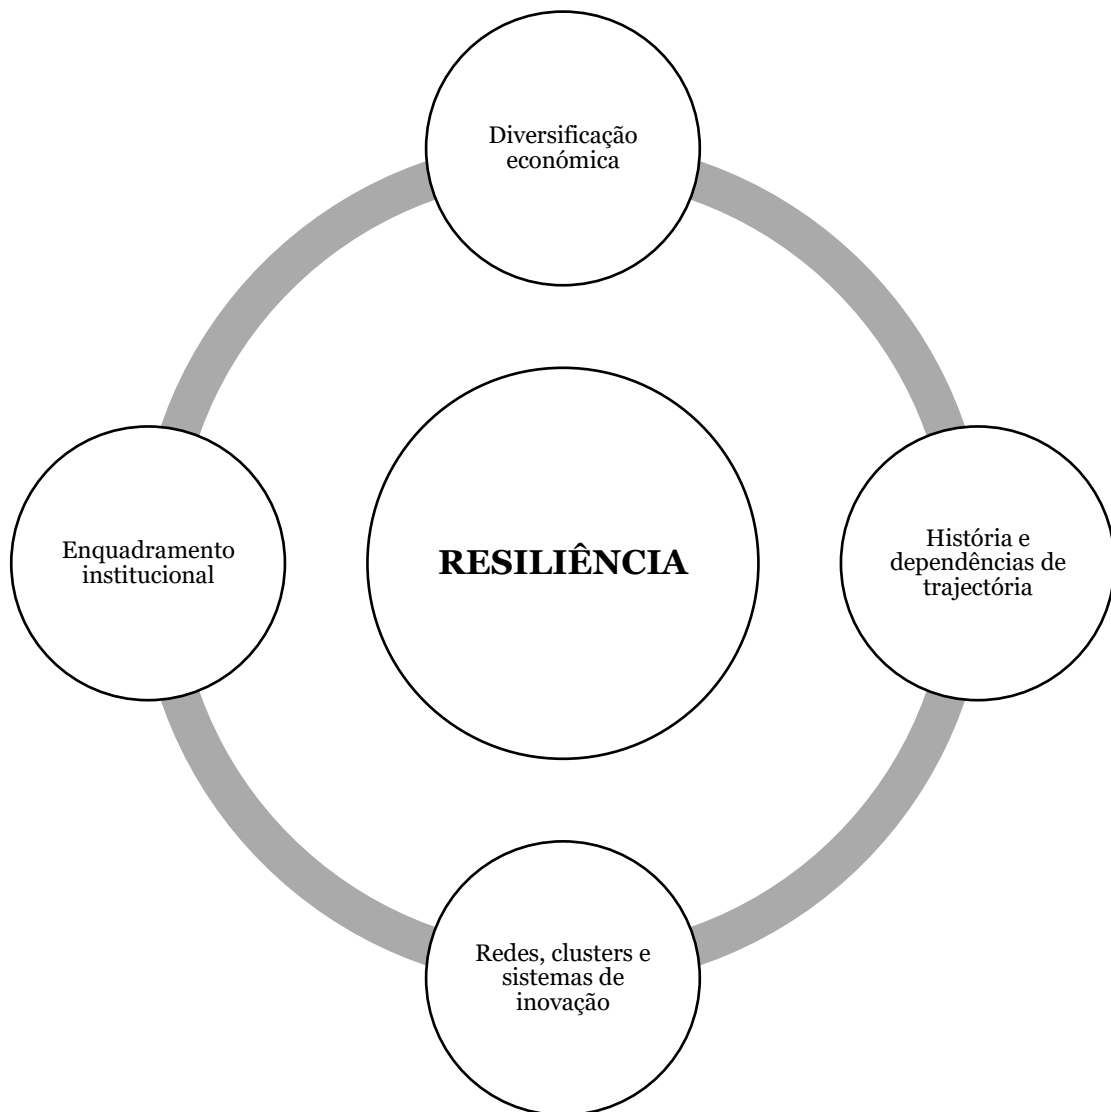 Diversificação
económica
Enquadramento
institucional
RESILIÊNCIA
História e
dependências de
trajectória
Redes, clusters e
sistemas de
inovação